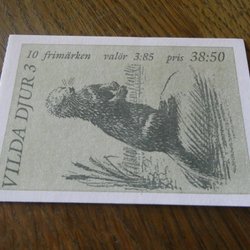 10 frimärken valör 3:85 pris 38:50
VILDA DJUR 3